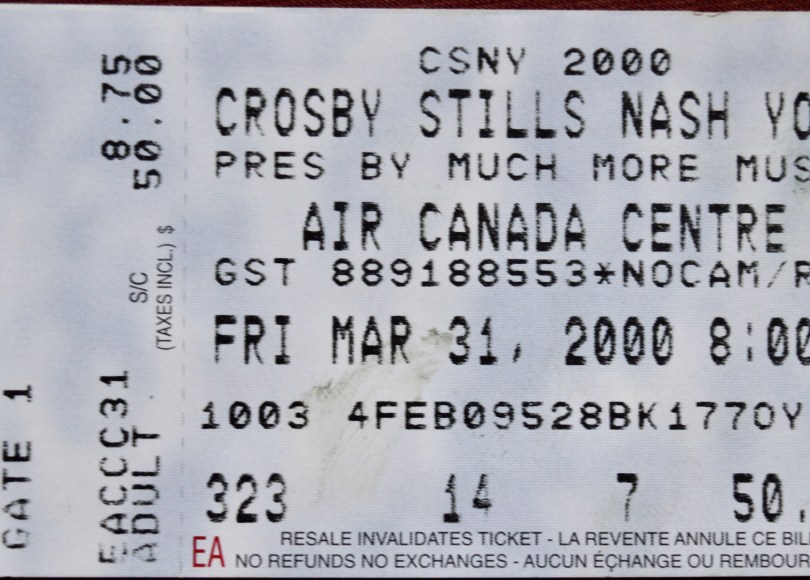 CSNY 2000
CROSBY STILLS NASH YO
PRES BY MUCH MORE MUS
AIR CANADA CENTRE
GST 889188553*NOCAM/R
FRI MAR 31, 2000 8:00
1003 4FEB09528BK1770Y
323 14 7 50.
RESALE INVALIDATES TICKET - LA REVENTE ANNULE CE BIL
EA NO REFUNDS NO EXCHANGES - AUCUN ÉCHANGE OU REMBOUR
GATE 1
EACCC31 8.75
ADULT 50.00
S/C
(TAXES INCL.) $